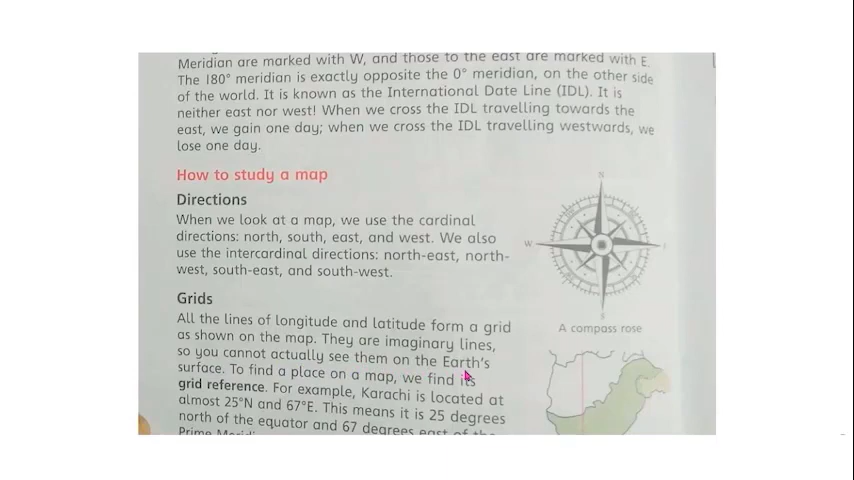 Meridian are marked with W, and those to the east are marked with E.
The 180° meridian is exactly opposite the 0° meridian, on the other side
of the world. It is known as the International Date Line (IDL). It is
neither east nor west! When we cross the IDL travelling towards the
east, we gain one day; when we cross the IDL travelling westwards, we
lose one day.
How to study a map
Directions
When we look at a map, we use the cardinal
directions: north, south, east, and west. We also
use the intercardinal directions: north-east, north-
west, south-east, and south-west.
N
W
S
A compass rose
Grids
All the lines of longitude and latitude form a grid
as shown on the map. They are imaginary lines,
so you cannot actually see them on the Earth's
surface. To find a place on a map, we find its
grid reference. For example, Karachi is located at
almost 25°N and 67°E. This means it is 25 degrees
north of the equator and 67 degrees east of the
Prime